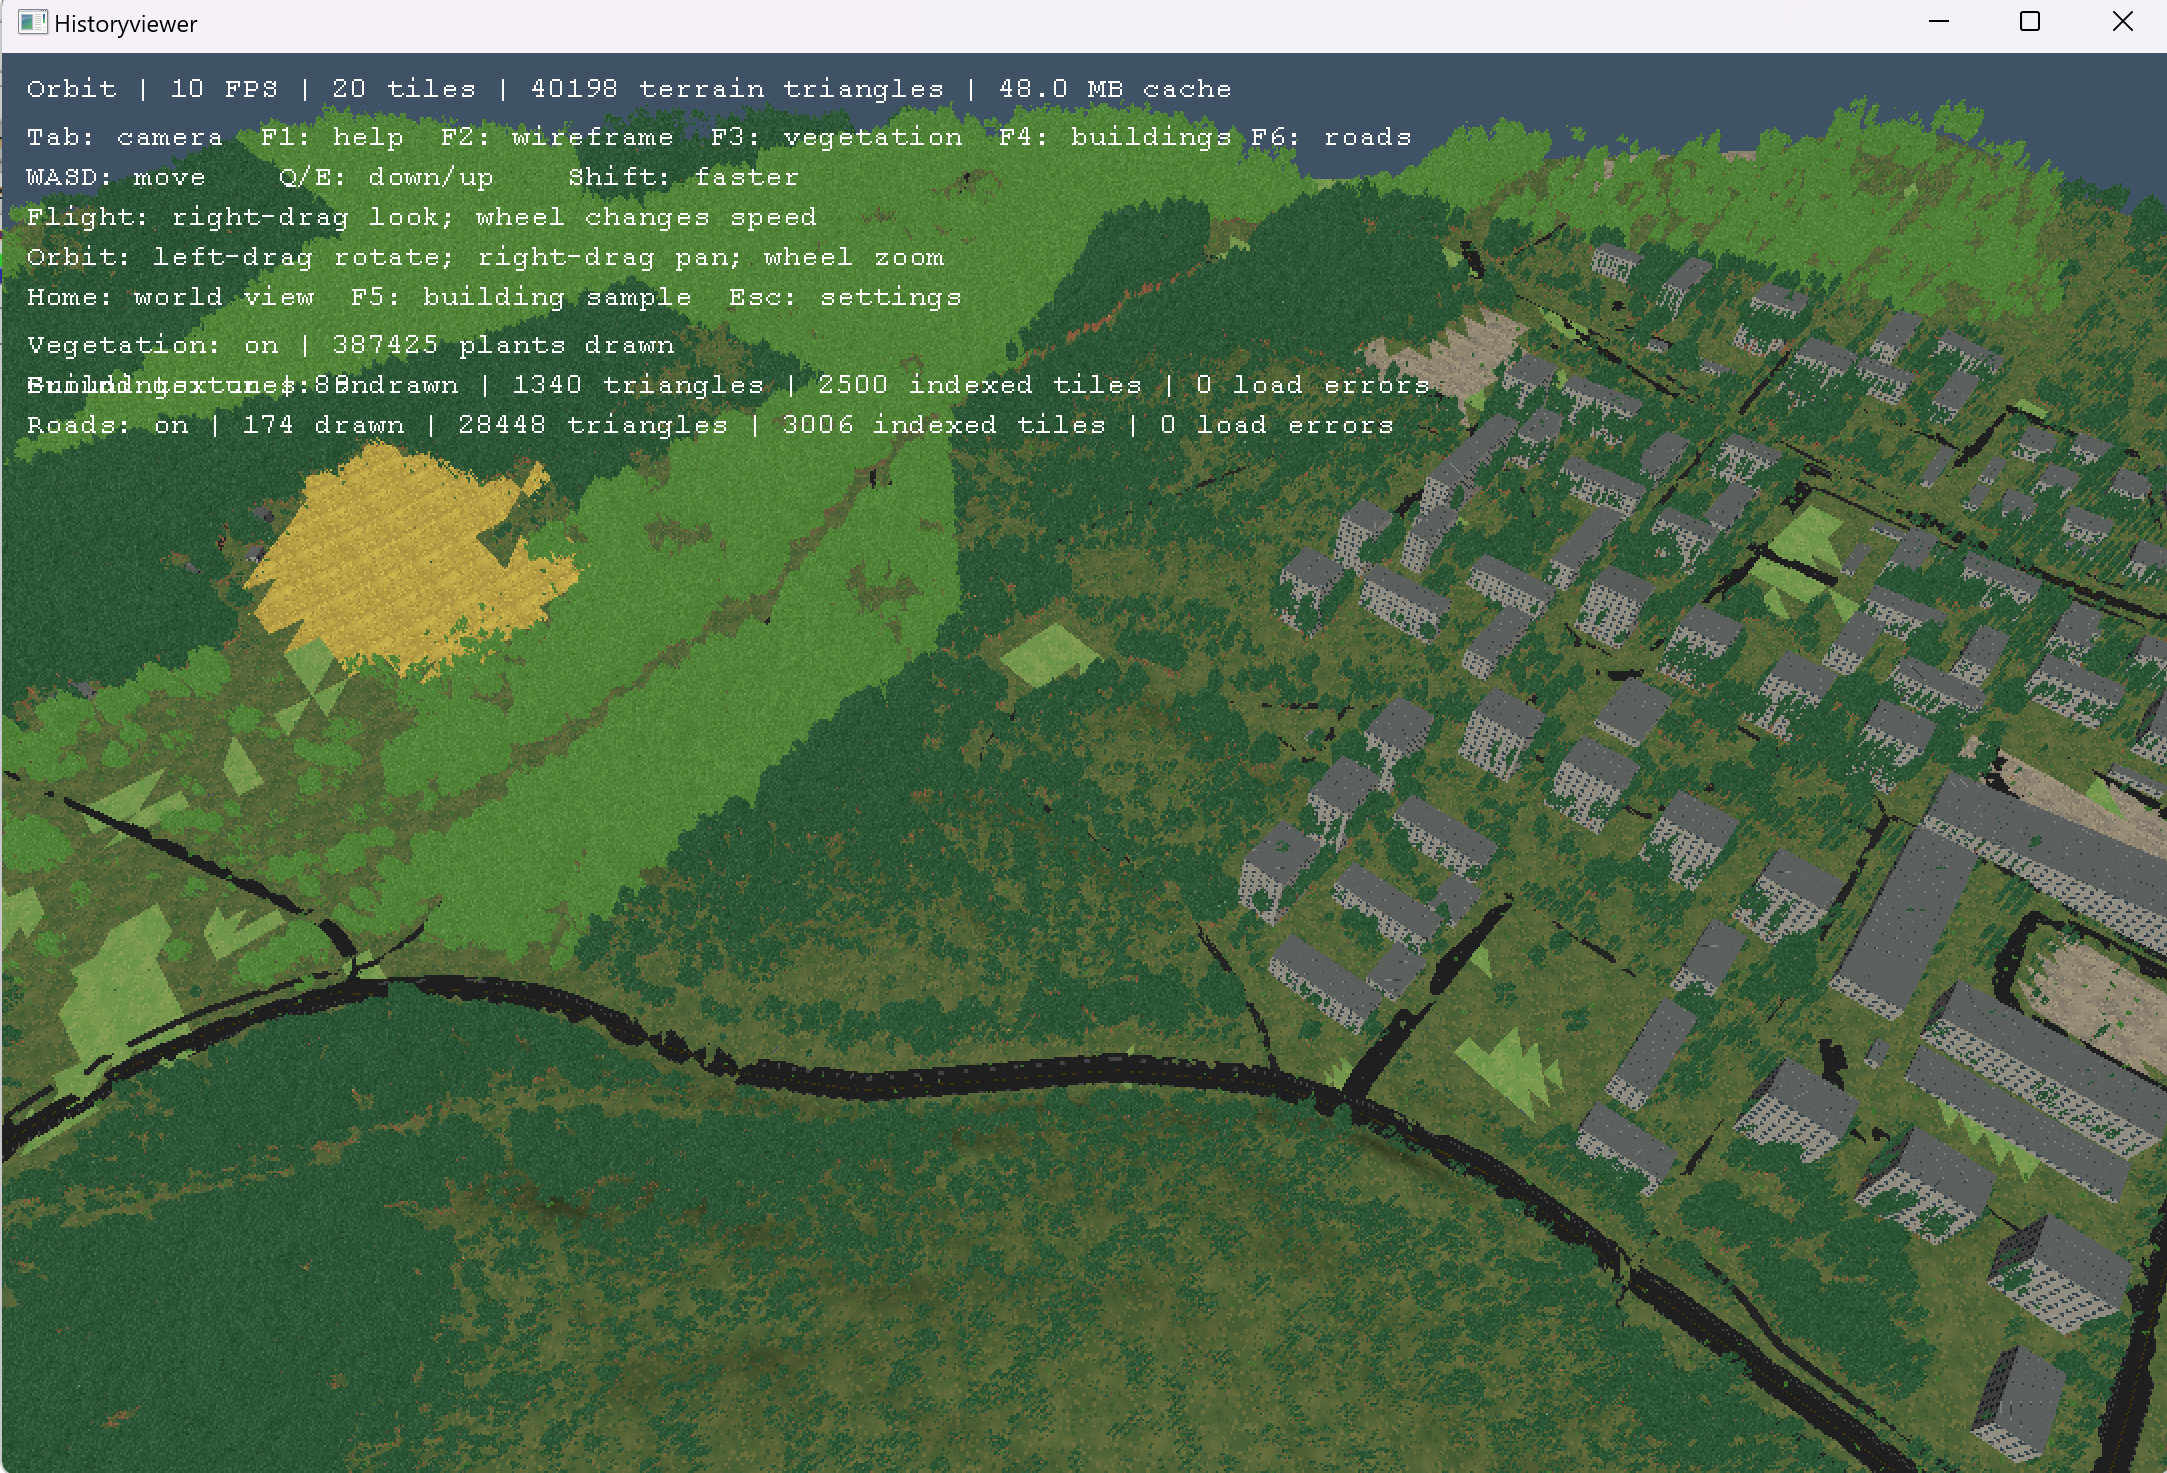 Historyviewer
Orbit | 10 FPS | 20 tiles | 40198 terrain triangles | 48.0 MB cache
Tab: camera  F1: help  F2: wireframe  F3: vegetation  F4: buildings F6: roads
WASD: move    Q/E: down/up    Shift: faster
Flight: right-drag look; wheel changes speed
Orbit: left-drag rotate; right-drag pan; wheel zoom
Home: world view  F5: building sample  Esc: settings
Vegetation: on | 387425 plants drawn
drawn | 1340 triangles | 2500 indexed tiles | 0 load errors
Roads: on | 174 drawn | 28448 triangles | 3006 indexed tiles | 0 load errors